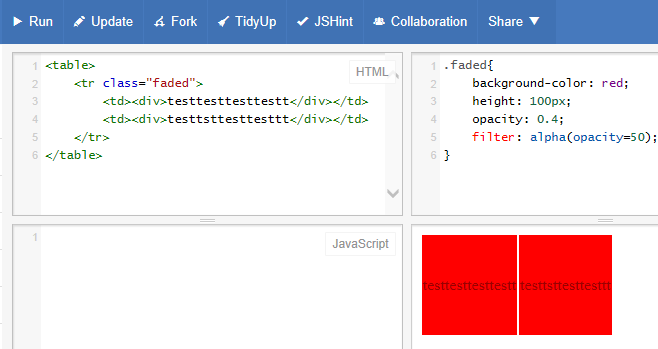 Run Update Fork TidyUp JSHint Collaboration Share
HTML
1 <table>
2 <tr class="faded">
3 <td><div>testtesttesttestt</div></td>
4 <td><div>testtsttesttesttt</div></td>
5 </tr>
6 </table>
1 .faded{
2 background-color: red;
3 height: 100px;
4 opacity: 0.4;
5 filter: alpha(opacity=50);
6 }
1
JavaScript
testtesttesttestt testtsttesttesttt